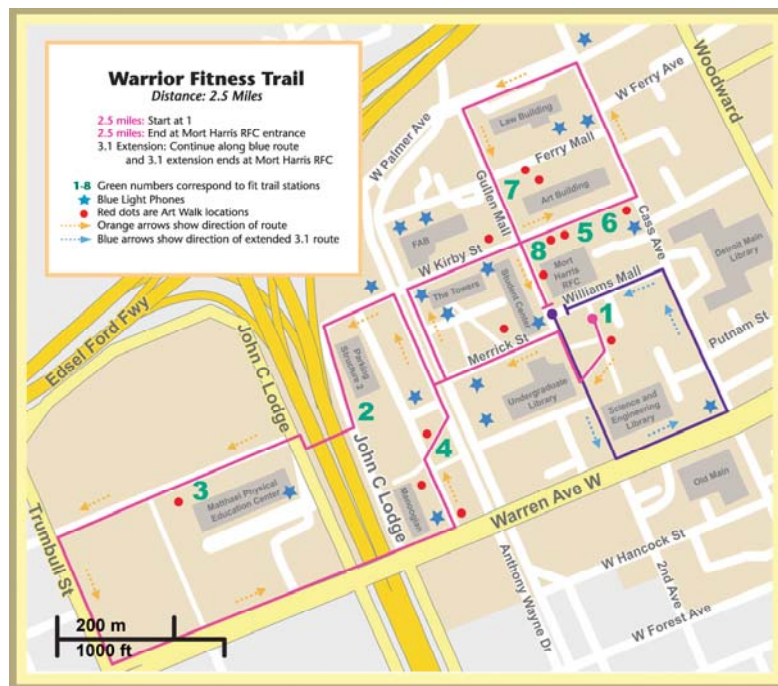 Warrior Fitness Trail
Distance: 2.5 Miles
2.5 miles: Start at 1
2.5 miles: End at Mort Harris RFC entrance
3.1 Extension: Continue along blue route
and 3.1 extension ends at Mort Harris RFC
1-8 Green numbers correspond to fit trail stations
Blue Light Phones
Red dots are Art Walk locations
Orange arrows show direction of route
Blue arrows show direction of extended 3.1 route
Woodward
W Ferry Ave
W Palmer Ave
Law Building
Ferry Mall
Gullen Mall
7
Art Building
Cass Ave
FAB
W Kirby St
8
5
6
Mort
Harris
RFC
Detroit Main
Library
The Towers
Student Center
Williams Mall
1
Putnam St
Merrick St
Edsel Ford Fwy
John C Lodge
Parking
Structure 2
2
Undergraduate
Library
Science and
Engineering
Library
John C Lodge
4
3
Matthaei Physical
Education Center
Manoogian
Old Main
Warren Ave W
Trumbull St
W Hancock St
Anthony Wayne Dr
2nd Ave
W Forest Ave
200 m
1000 ft